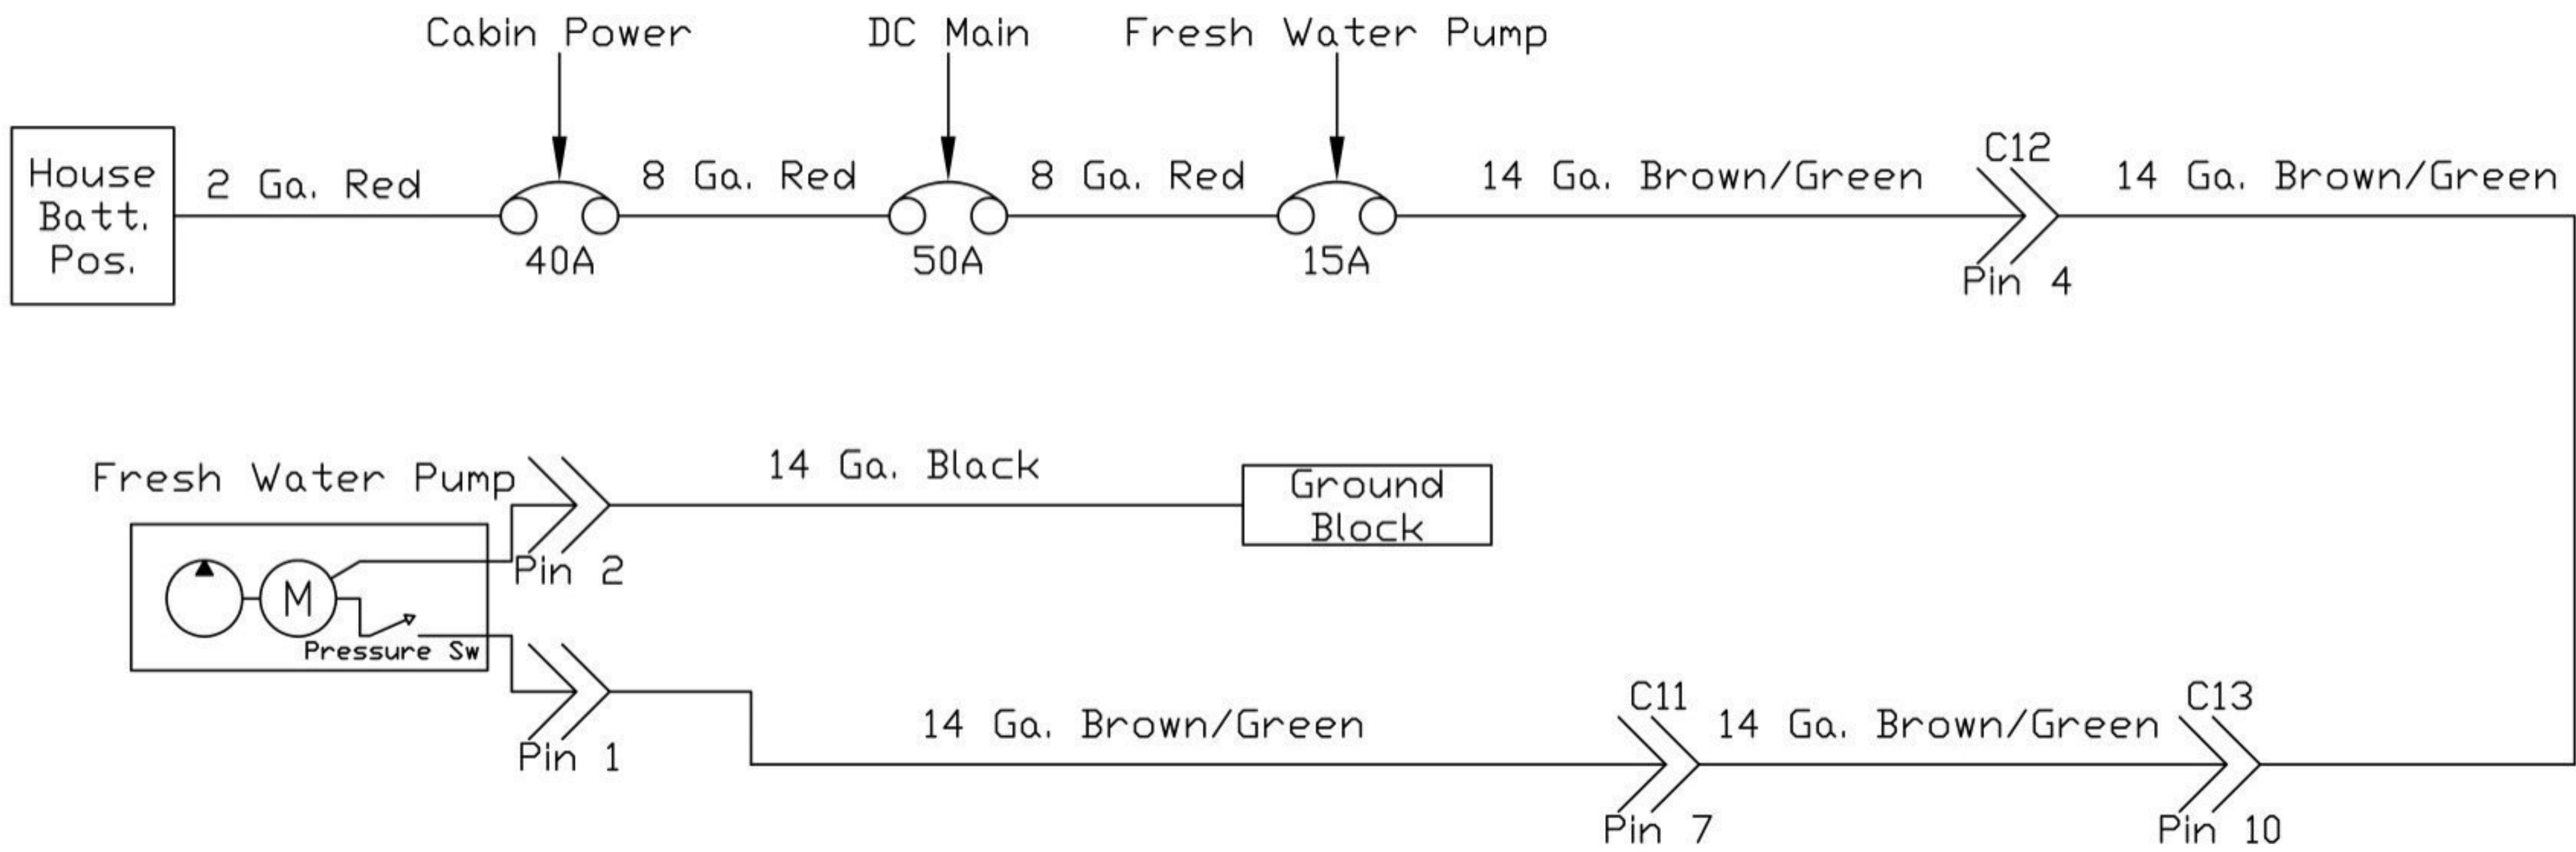 Cabin Power
DC Main
Fresh Water Pump
House
Batt.
Pos.
2 Ga. Red
8 Ga. Red
8 Ga. Red
14 Ga. Brown/Green
C12
14 Ga. Brown/Green
40A
50A
15A
Pin 4
Fresh Water Pump
14 Ga. Black
Ground
Block
Pin 2
M
Pressure Sw
Pin 1
14 Ga. Brown/Green
C11
14 Ga. Brown/Green
C13
Pin 7
Pin 10